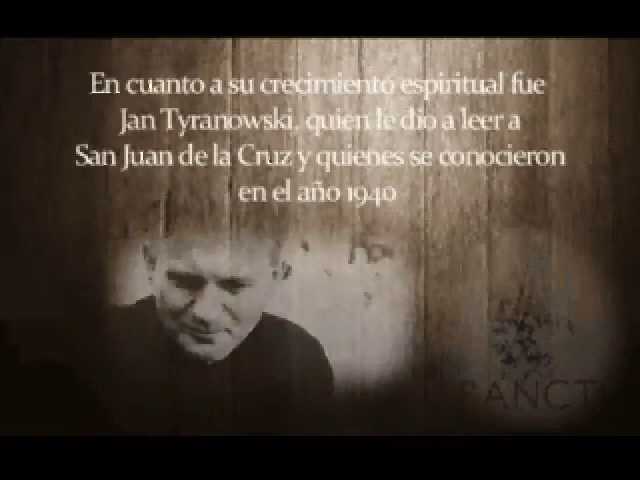 En cuanto a su crecimiento espiritual fue
Jan Tyranowski, quien le dio a leer a
San Juan de la Cruz y quienes se conocieron
en el año 1940
SANCT